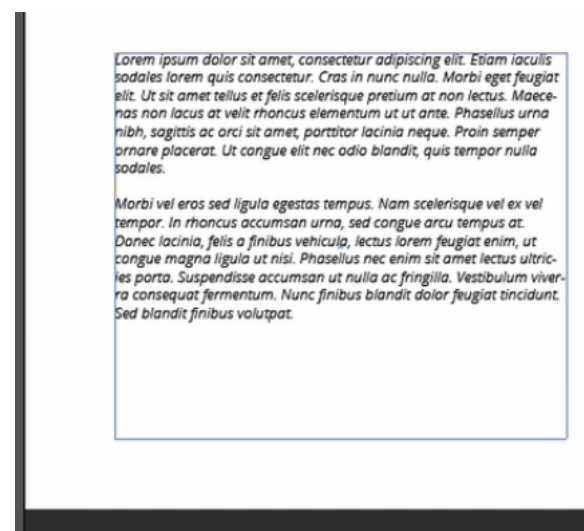 Lorem ipsum dolor sit amet, consectetur adipiscing elit. Etiam iaculis
sodales lorem quis consectetur. Cras in nunc nulla. Morbi eget feugiat
elit. Ut sit amet tellus et felis scelerisque pretium at non lectus. Maece-
nas non lacus at velit rhoncus elementum ut ut ante. Phasellus urna
nibh, sagittis ac orci sit amet, porttitor lacinia neque. Proin semper
ornare placerat. Ut congue elit nec odio blandit, quis tempor nulla
sodales.

Morbi vel eros sed ligula egestas tempus. Nam scelerisque vel ex vel
tempor. In rhoncus accumsan urna, sed congue arcu tempus at.
Donec lacinia, felis a finibus vehicula, lectus lorem feugiat enim, ut
congue magna ligula ut nisi. Phasellus nec enim sit amet lectus ultric-
ies porta. Suspendisse accumsan ut nulla ac fringilla. Vestibulum viver-
ra consequat fermentum. Nunc finibus blandit dolor feugiat tincidunt.
Sed blandit finibus volutpat.